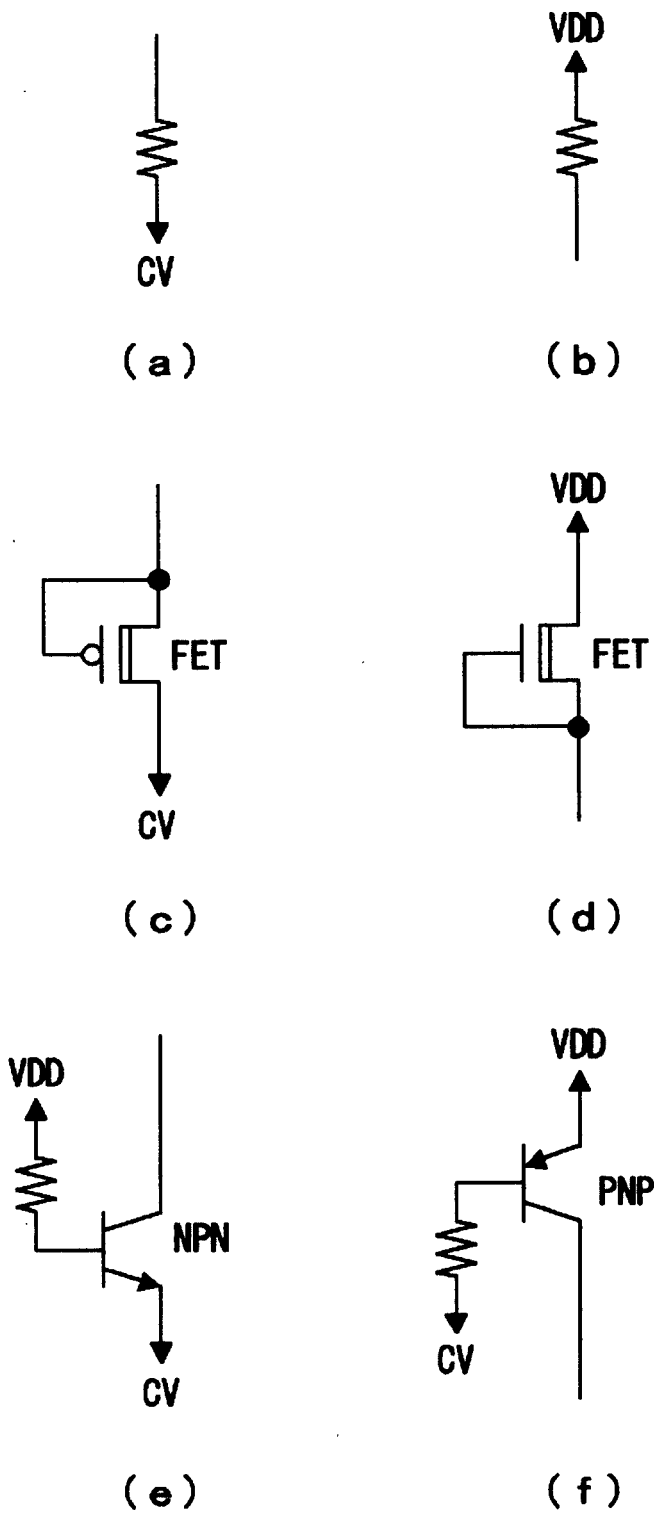 VDD
CV
(a)
(b)
VDD
FET
FET
CV
(c)
(d)
VDD
VDD
NPN
PNP
CV
CV
(e)
(f)